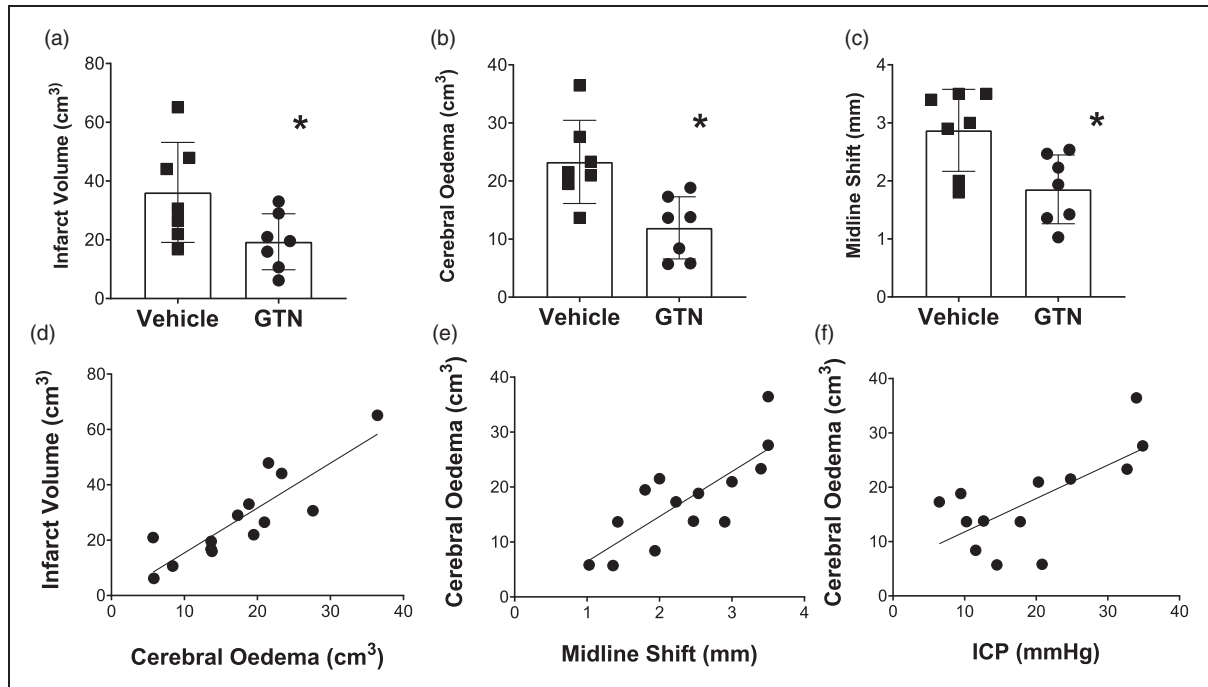 (a)
Infarct Volume (cm3)
80
60
40
20
0
*
Vehicle GTN
(b)
Cerebral Oedema (cm3)
40
30
20
10
0
*
Vehicle GTN
(c)
Midline Shift (mm)
4
3
2
1
0
*
Vehicle GTN
(d)
Infarct Volume (cm3)
80
60
40
20
0
0 10 20 30 40
Cerebral Oedema (cm3)
(e)
Cerebral Oedema (cm3)
40
30
20
10
0
0 1 2 3 4
Midline Shift (mm)
(f)
Cerebral Oedema (cm3)
40
30
20
10
0
0 10 20 30 40
ICP (mmHg)